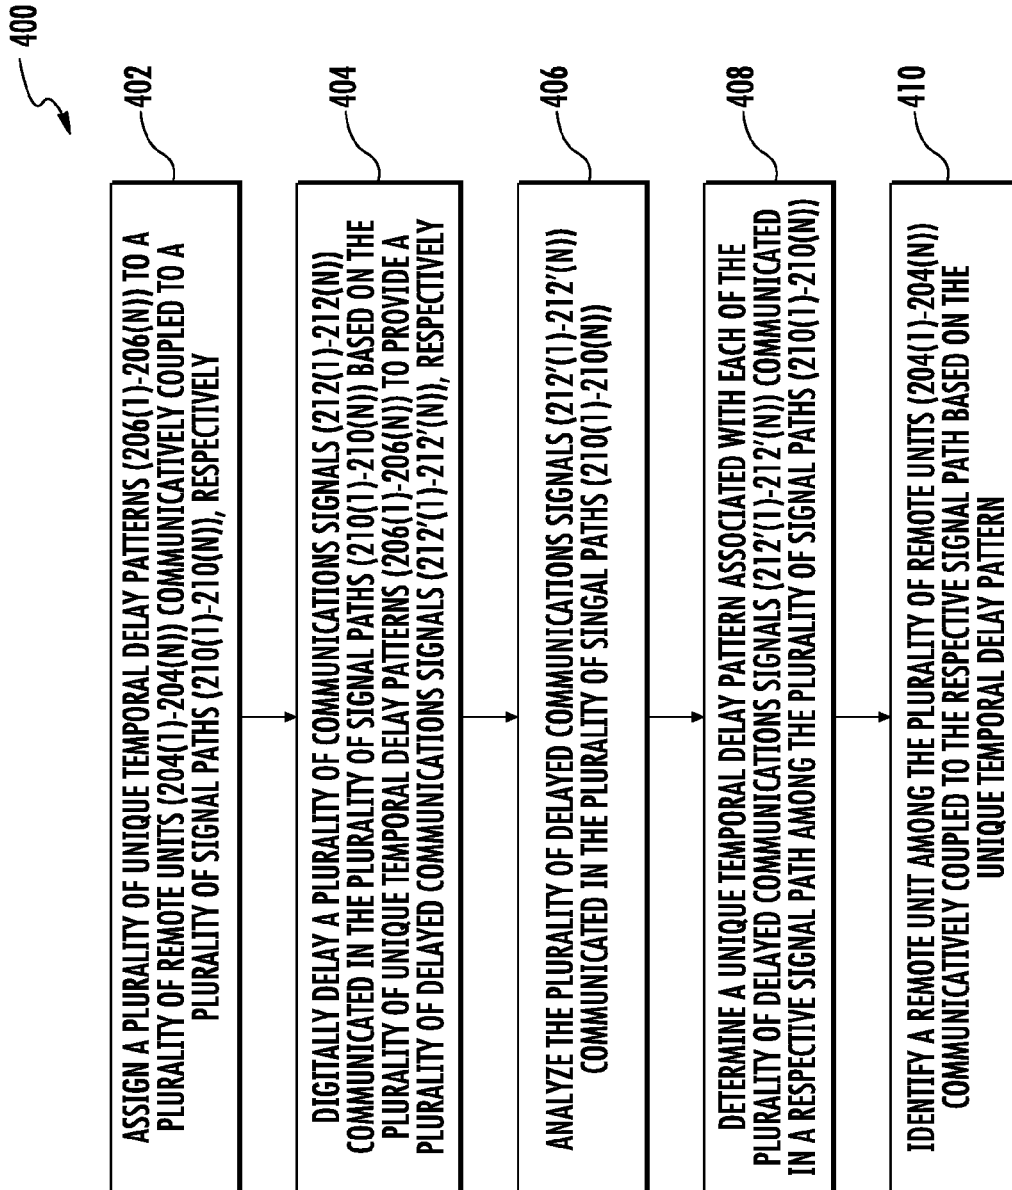 400
402
ASSIGN A PLURALITY OF UNIQUE TEMPORAL DELAY PATTERNS (206(1)-206(N)) TO A
PLURALITY OF REMOTE UNITS (204(1)-204(N)) COMMUNICATIVELY COUPLED TO A
PLURALITY OF SIGNAL PATHS (210(1)-210(N)), RESPECTIVELY
404
DIGITALLY DELAY A PLURALITY OF COMMUNICATIONS SIGNALS (212(1)-212(N))
COMMUNICATED IN THE PLURALITY OF SIGNAL PATHS (210(1)-210(N)) BASED ON THE
PLURALITY OF UNIQUE TEMPORAL DELAY PATTERNS (206(1)-206(N)) TO PROVIDE A
PLURALITY OF DELAYED COMMUNICATIONS SIGNALS (212'(1)-212'(N)), RESPECTIVELY
406
ANALYZE THE PLURALITY OF DELAYED COMMUNICATIONS SIGNALS (212'(1)-212'(N))
COMMUNICATED IN THE PLURALITY OF SINGAL PATHS (210(1)-210(N))
408
DETERMINE A UNIQUE TEMPORAL DELAY PATTERN ASSOCIATED WITH EACH OF THE
PLURALITY OF DELAYED COMMUNICATIONS SIGNALS (212'(1)-212'(N)) COMMUNICATED
IN A RESPECTIVE SIGNAL PATH AMONG THE PLURALITY OF SIGNAL PATHS (210(1)-210(N))
410
IDENTIFY A REMOTE UNIT AMONG THE PLURALITY OF REMOTE UNITS (204(1)-204(N))
COMMUNICATIVELY COUPLED TO THE RESPECTIVE SIGNAL PATH BASED ON THE
UNIQUE TEMPORAL DELAY PATTERN